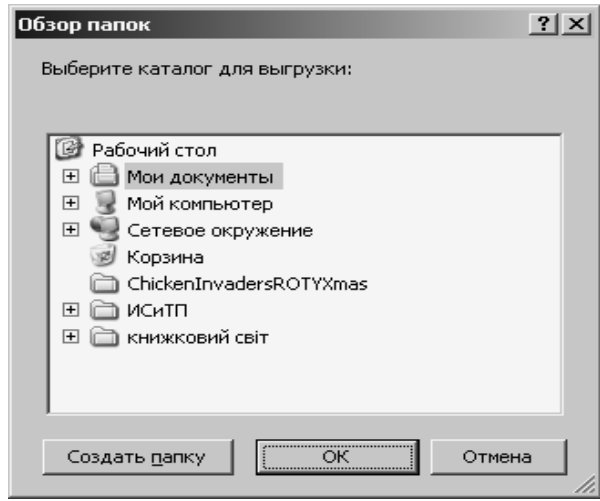 Обзор папок
Выберите каталог для выгрузки:
Рабочий стол
Мои документы
Мой компьютер
Сетевое окружение
Корзина
ChickenInvadersROTYXmas
ИСиТП
книжковий світ
Создать папку
OK
Отмена